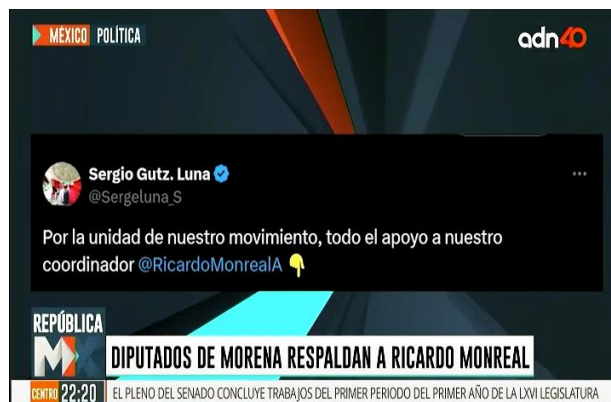 MÉXICO POLÍTICA
adn40
Sergio Gutz. Luna
@Sergeluna_S
Por la unidad de nuestro movimiento, todo el apoyo a nuestro
coordinador @RicardoMonrealA 👇
REPÚBLICA
MX
DIPUTADOS DE MORENA RESPALDAN A RICARDO MONREAL
CENTRO 22:20 EL PLENO DEL SENADO CONCLUYE TRABAJOS DEL PRIMER PERIODO DEL PRIMER AÑO DE LA LXVI LEGISLATURA